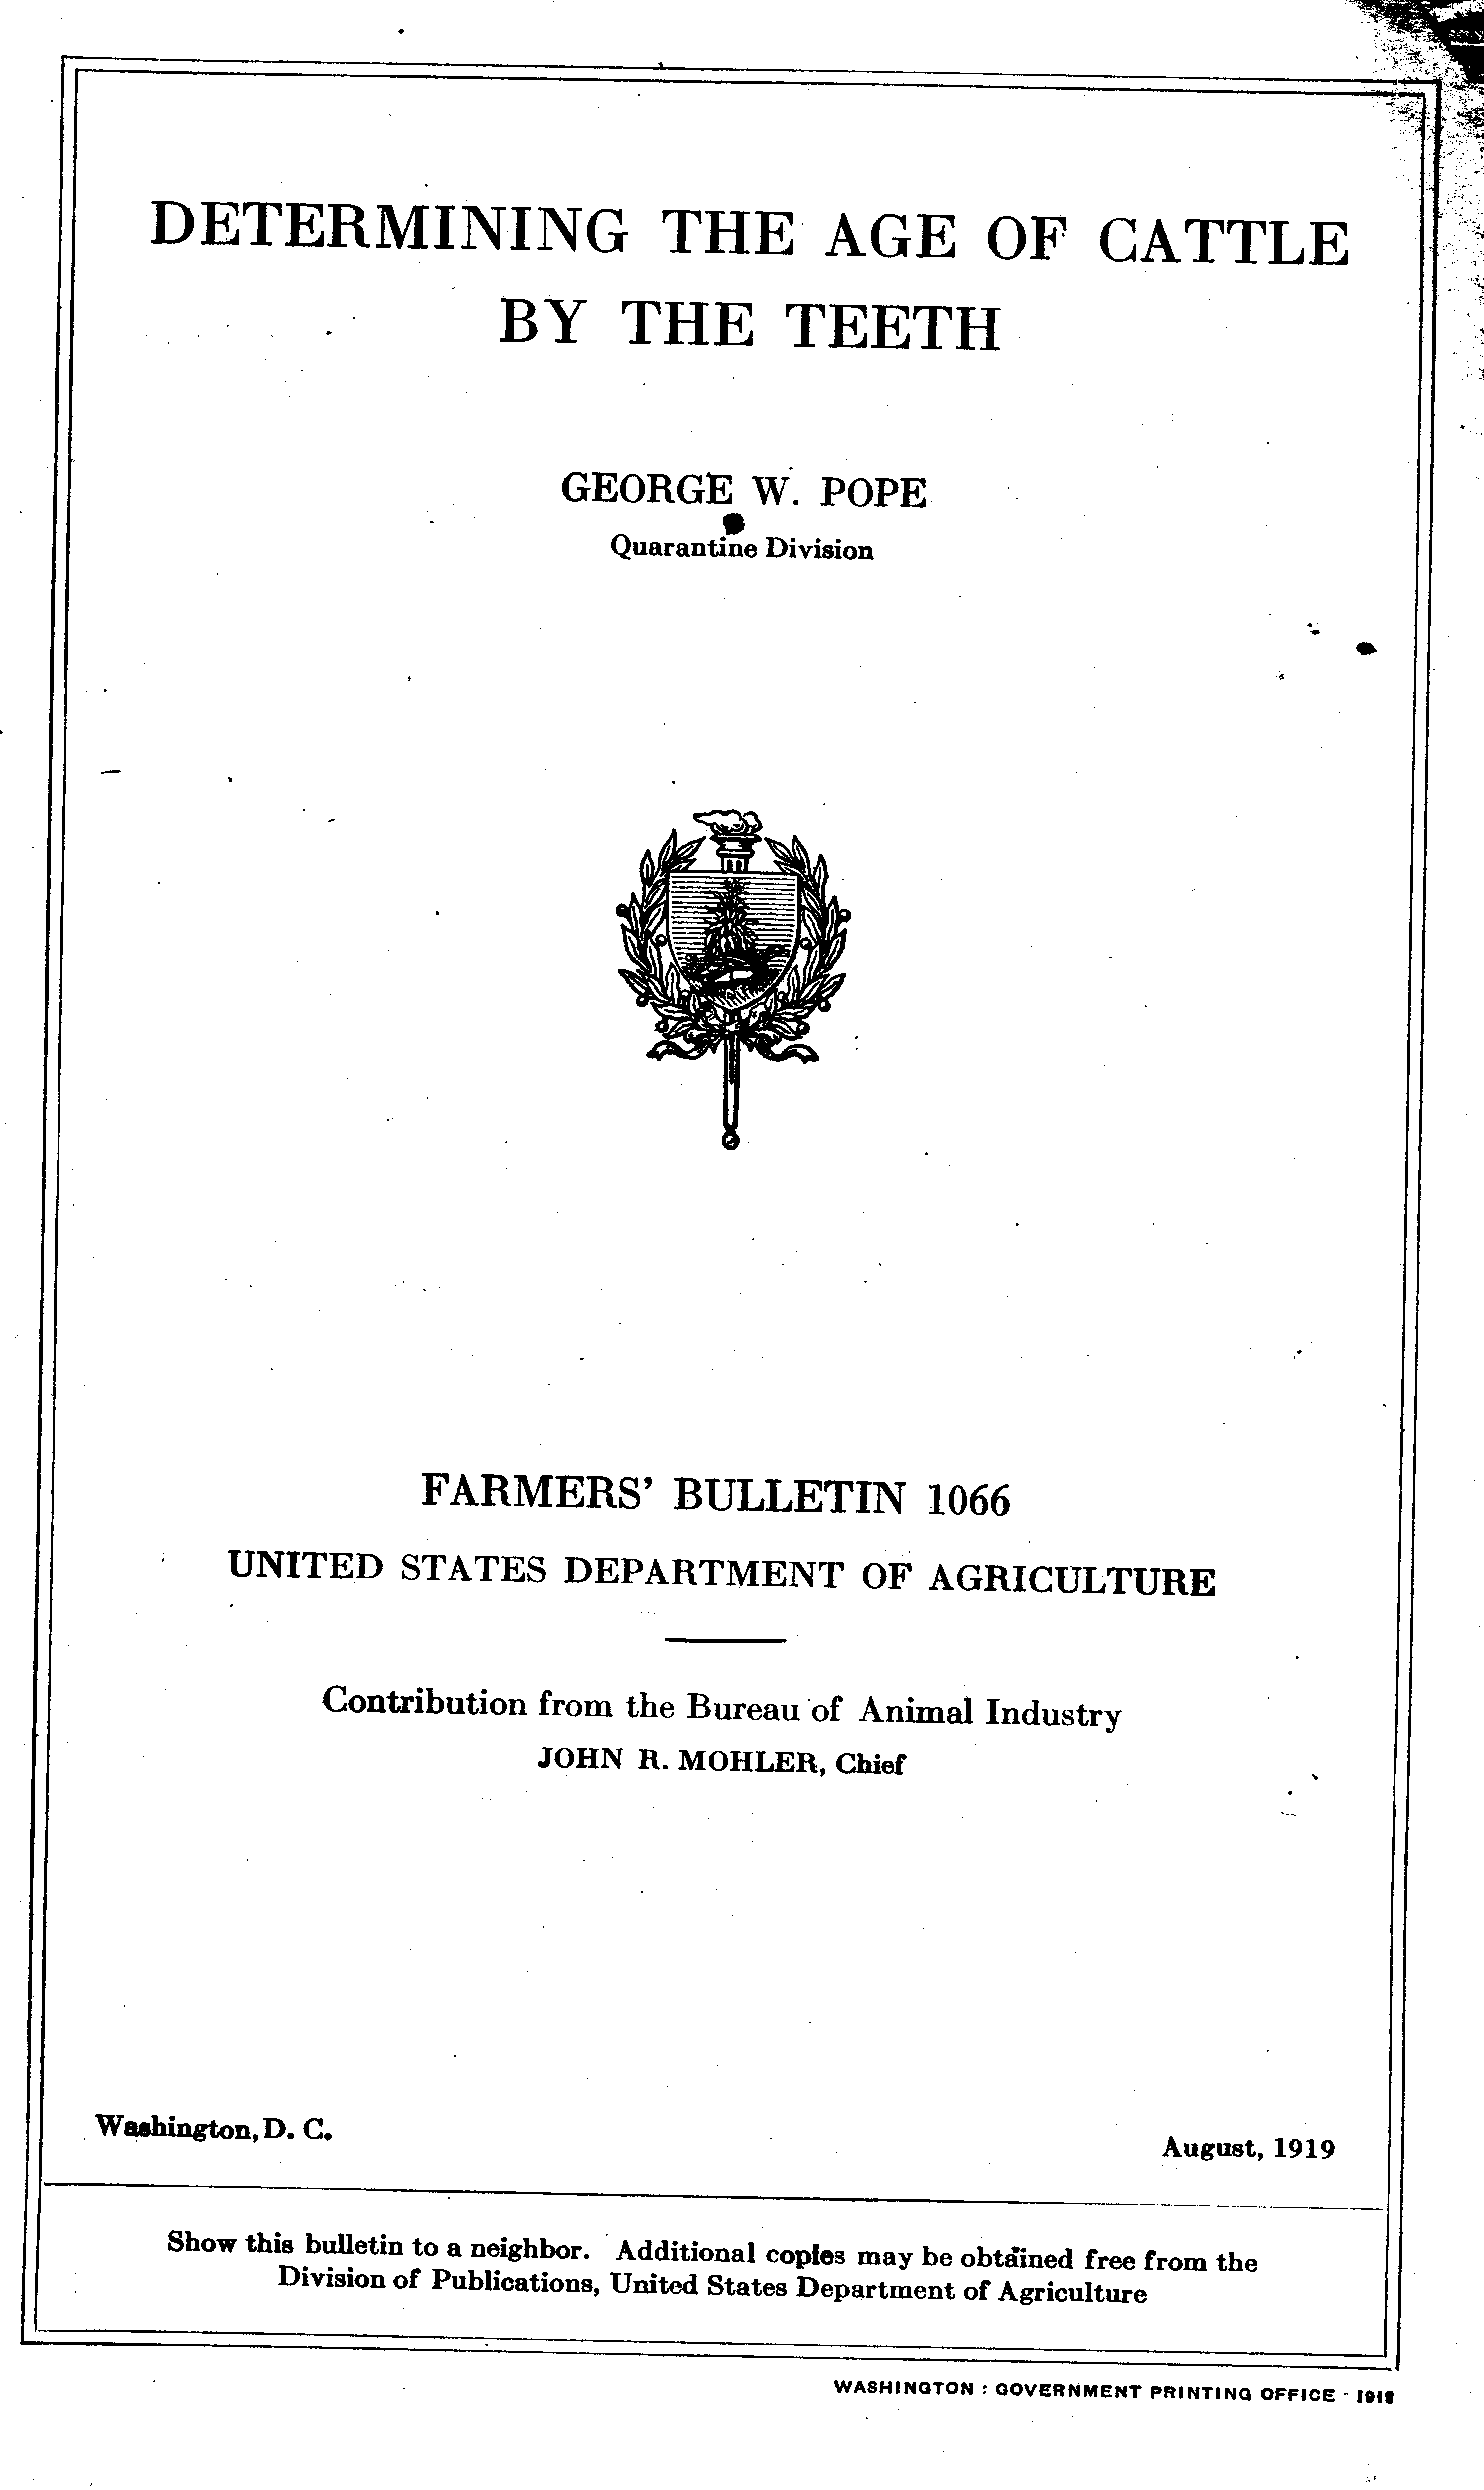 DETERMINING THE AGE OF CATTLE
BY THE TEETH
GEORGE W. POPE
Quarantine Division
FARMERS' BULLETIN 1066
UNITED STATES DEPARTMENT OF AGRICULTURE
Contribution from the Bureau of Animal Industry
JOHN R. MOHLER, Chief
Washington, D. C.
August, 1919
Show this bulletin to a neighbor. Additional copies may be obtained free from the
Division of Publications, United States Department of Agriculture
WASHINGTON : GOVERNMENT PRINTING OFFICE - 1919